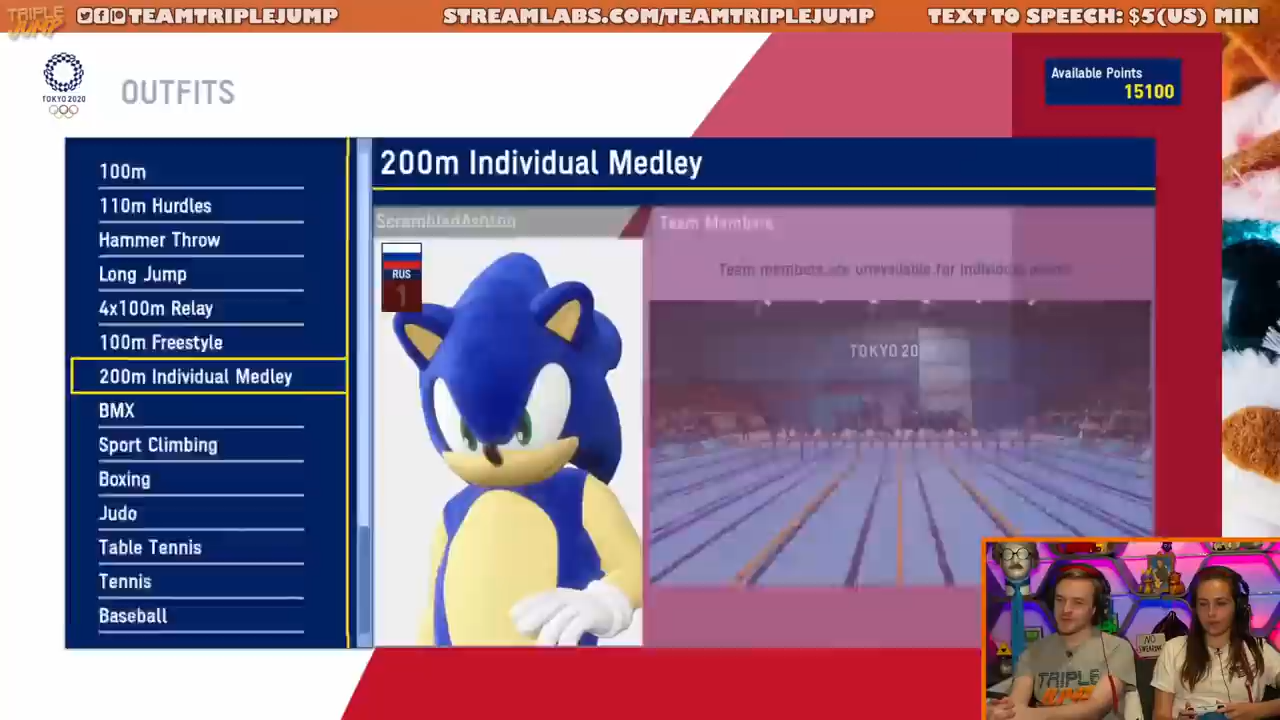 TRIPLE
JUMP
TEAMTRIPLEJUMP
STREAMLABS.COM/TEAMTRIPLEJUMP
TEXT TO SPEECH: $5(US) MIN
TOKYO 2020
OUTFITS
Available Points
15100
100m
110m Hurdles
Hammer Throw
Long Jump
4x100m Relay
100m Freestyle
200m Individual Medley
BMX
Sport Climbing
Boxing
Judo
Table Tennis
Tennis
Baseball
200m Individual Medley
ScrambledAshton
RUS
1
Team Members
Team members are unavailable for individual events
TOKYO 20
NO
SWEARING
TRIPLE
JUMP